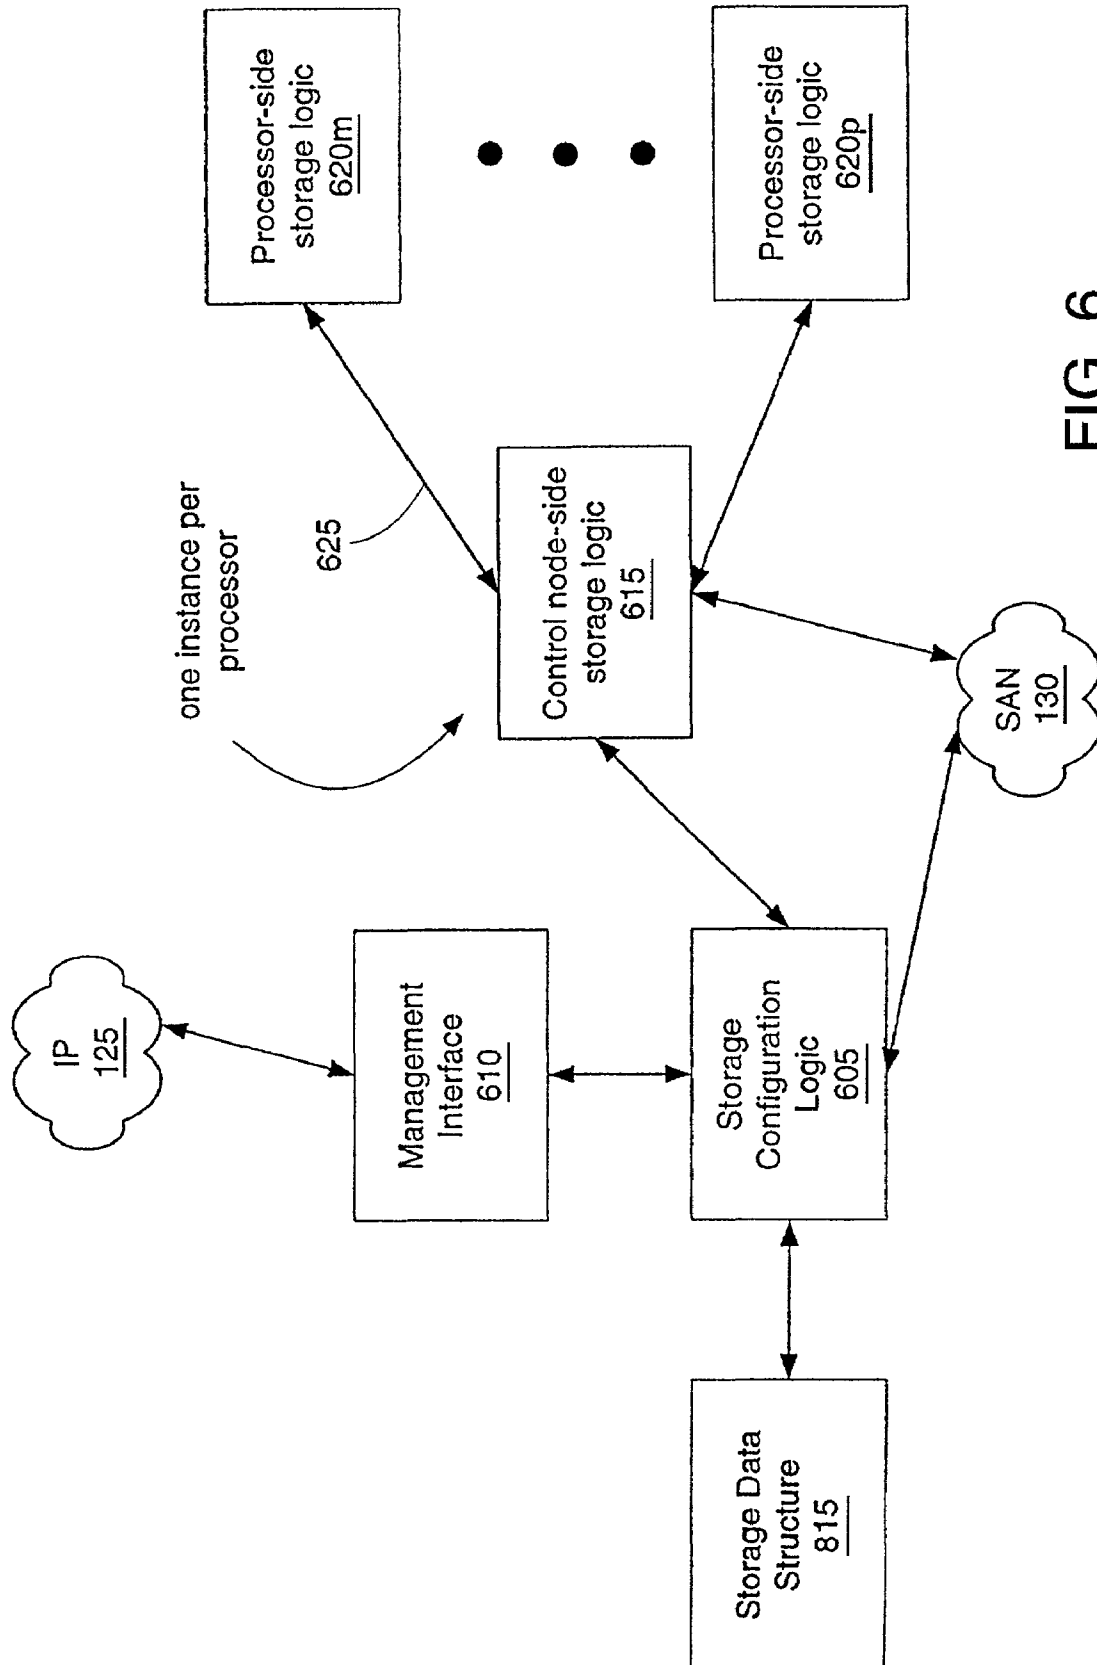 IP
125
Management
Interface
610
Storage Data
Structure
815
Storage
Configuration
Logic
605
one instance per
processor
625
Control node-side
storage logic
615
SAN
130
Processor-side
storage logic
620m
Processor-side
storage logic
620p
FIG. 6